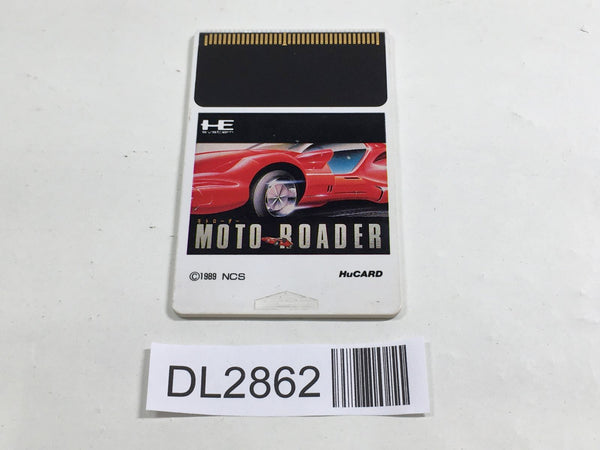 HE
system
モトローダー
MOTO ROADER
©1989 NCS
HuCARD
DL2862